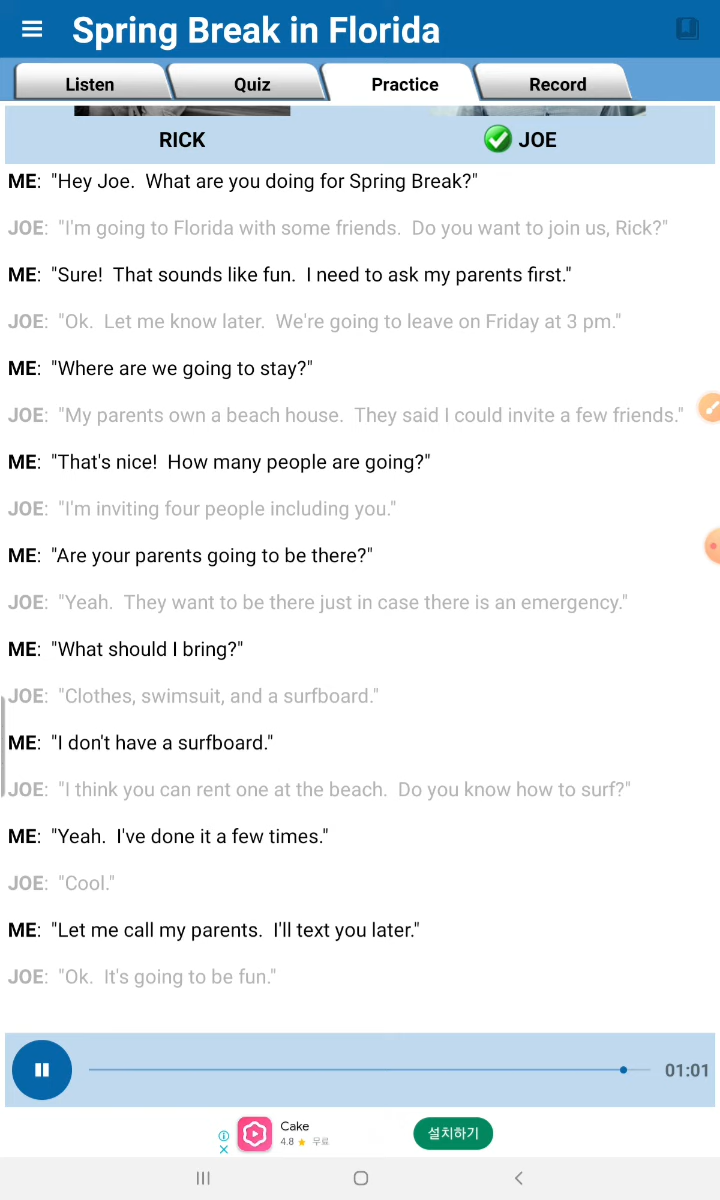 Spring Break in Florida
Listen Quiz Practice Record
RICK JOE
ME: "Hey Joe.  What are you doing for Spring Break?"
JOE: "I'm going to Florida with some friends.  Do you want to join us, Rick?"
ME: "Sure!  That sounds like fun.  I need to ask my parents first."
JOE: "Ok.  Let me know later.  We're going to leave on Friday at 3 pm."
ME: "Where are we going to stay?"
JOE: "My parents own a beach house.  They said I could invite a few friends."
ME: "That's nice!  How many people are going?"
JOE: "I'm inviting four people including you."
ME: "Are your parents going to be there?"
JOE: "Yeah.  They want to be there just in case there is an emergency."
ME: "What should I bring?"
JOE: "Clothes, swimsuit, and a surfboard."
ME: "I don't have a surfboard."
JOE: "I think you can rent one at the beach.  Do you know how to surf?"
ME: "Yeah.  I've done it a few times."
JOE: "Cool."
ME: "Let me call my parents.  I'll text you later."
JOE: "Ok.  It's going to be fun."
01:01
Cake
4.8 ★ 무료
설치하기